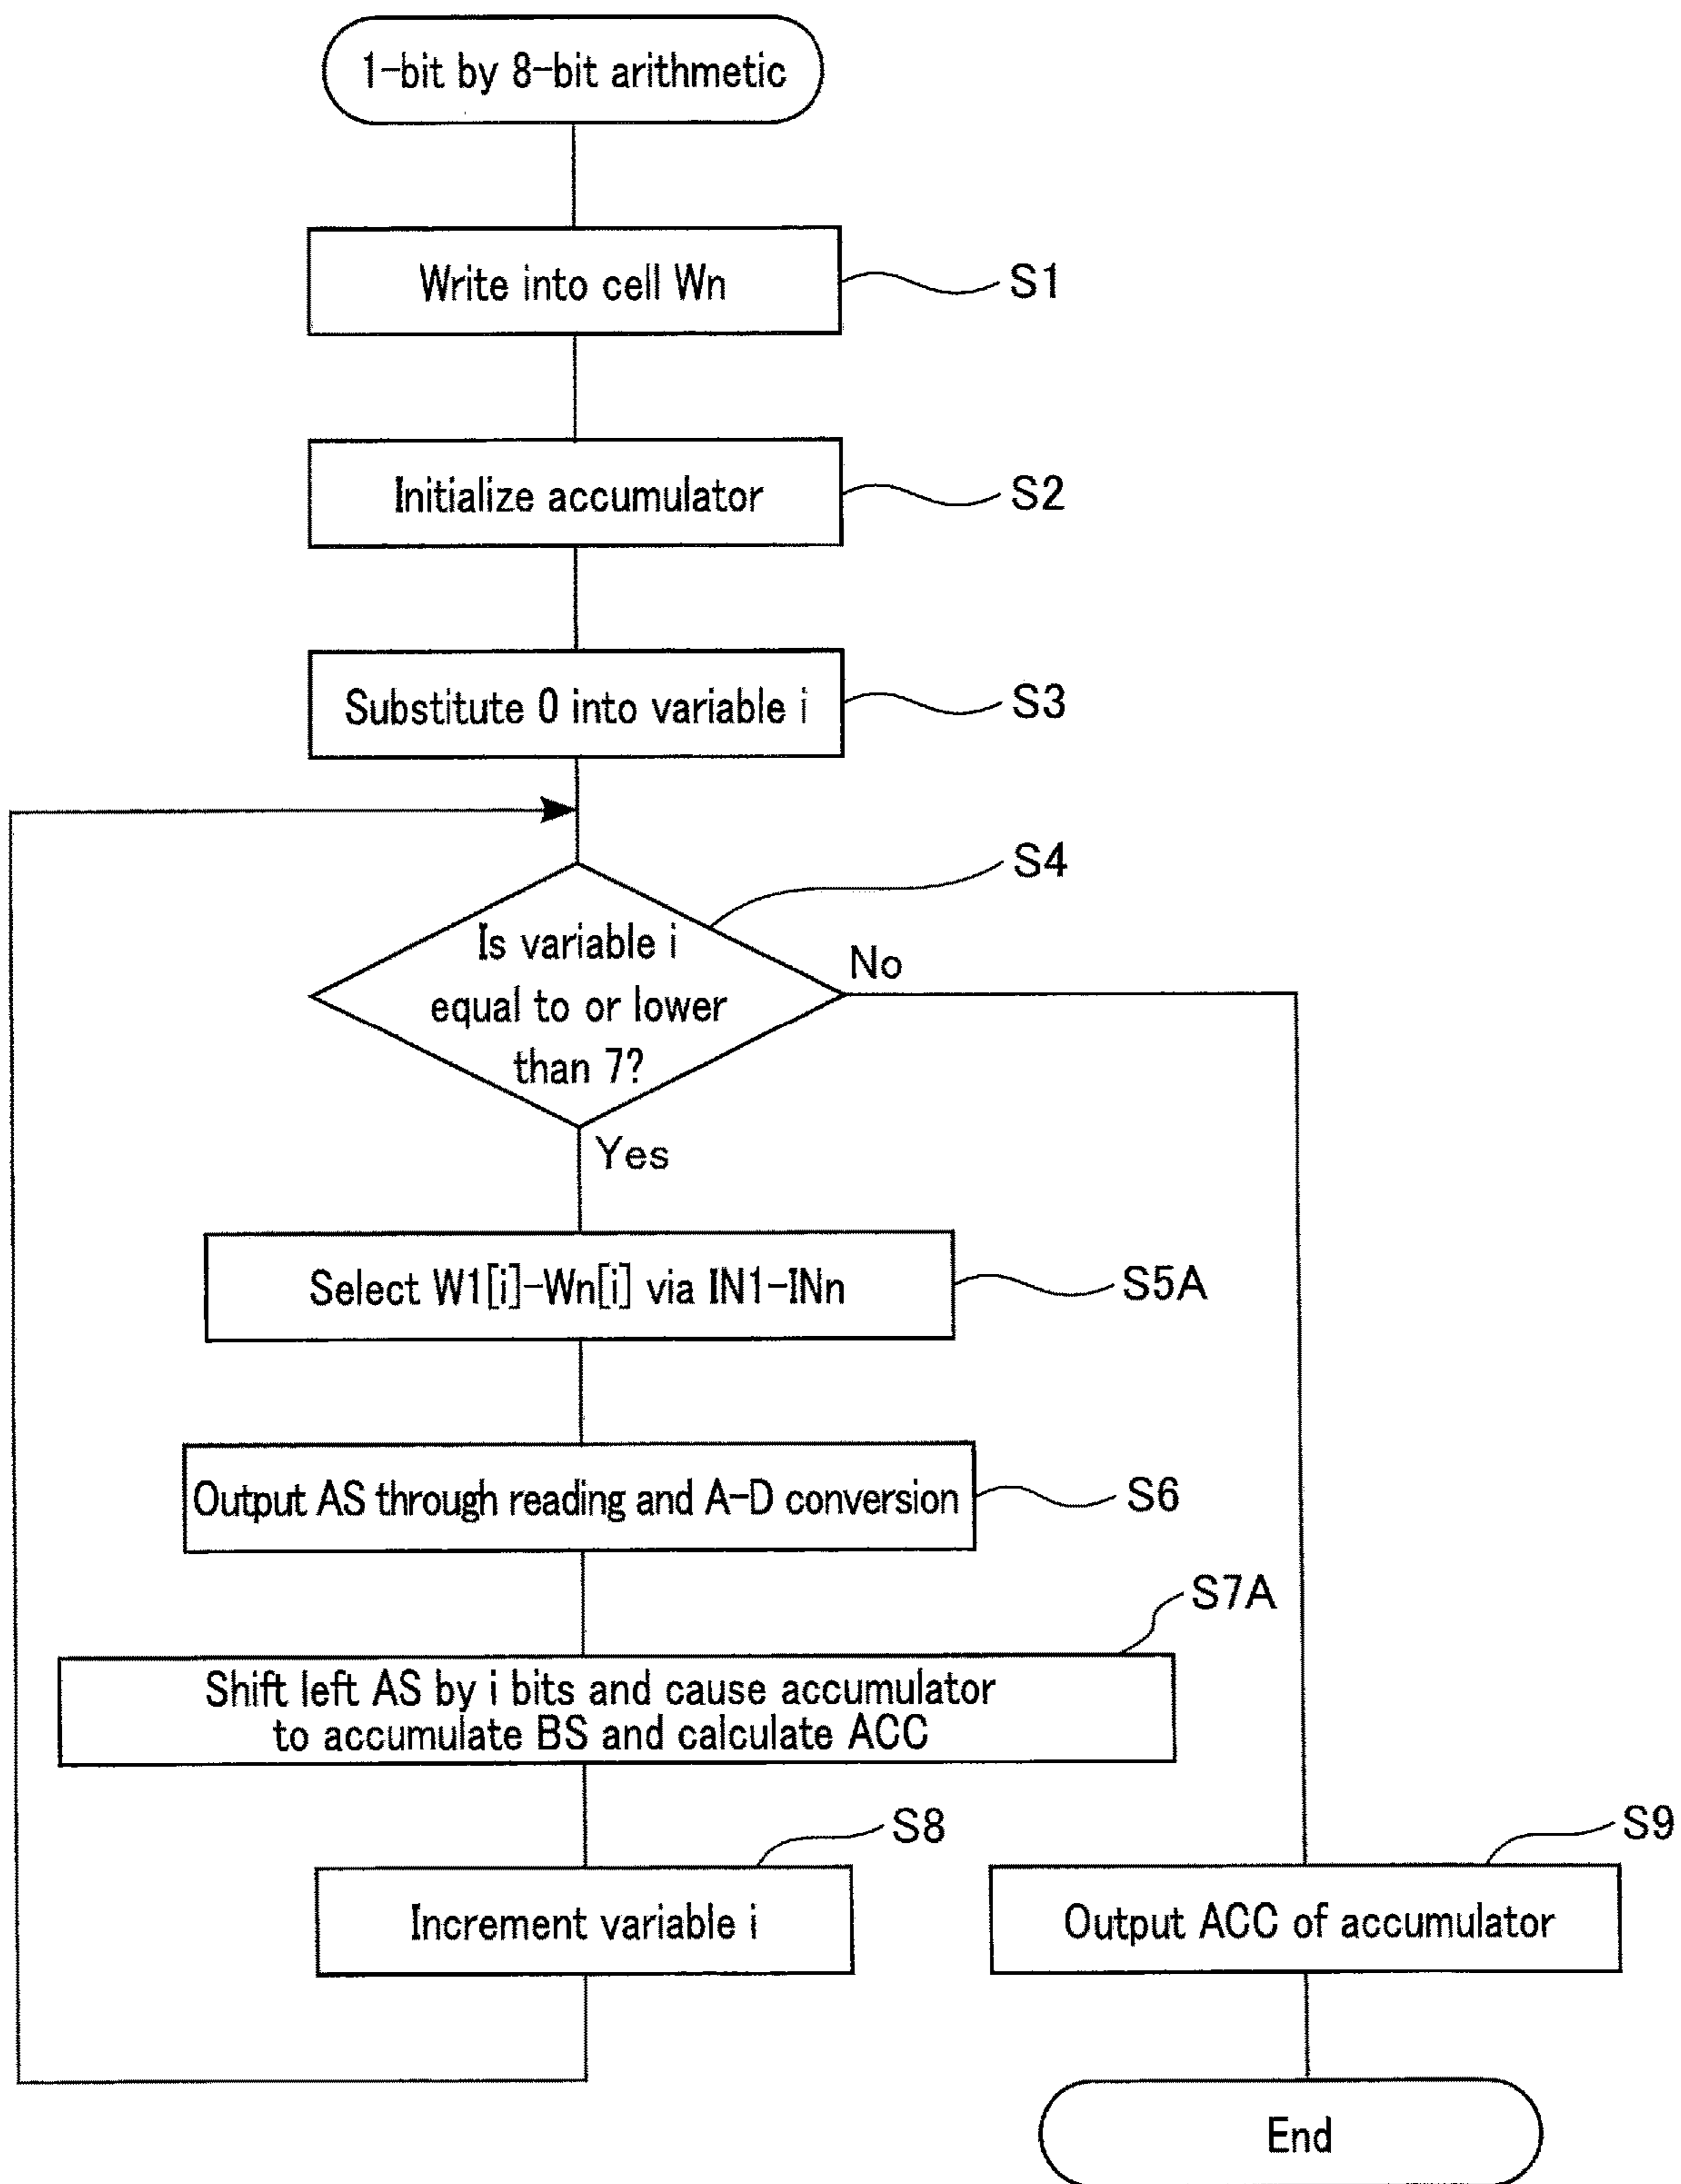 1-bit by 8-bit arithmetic
Write into cell Wn
S1
Initialize accumulator
S2
Substitute 0 into variable i
S3
S4
Is variable i
equal to or lower
than 7?
No
Yes
Select W1[i]-Wn[i] via IN1-INn
S5A
Output AS through reading and A-D conversion
S6
S7A
Shift left AS by i bits and cause accumulator
to accumulate BS and calculate ACC
S8
Increment variable i
S9
Output ACC of accumulator
End